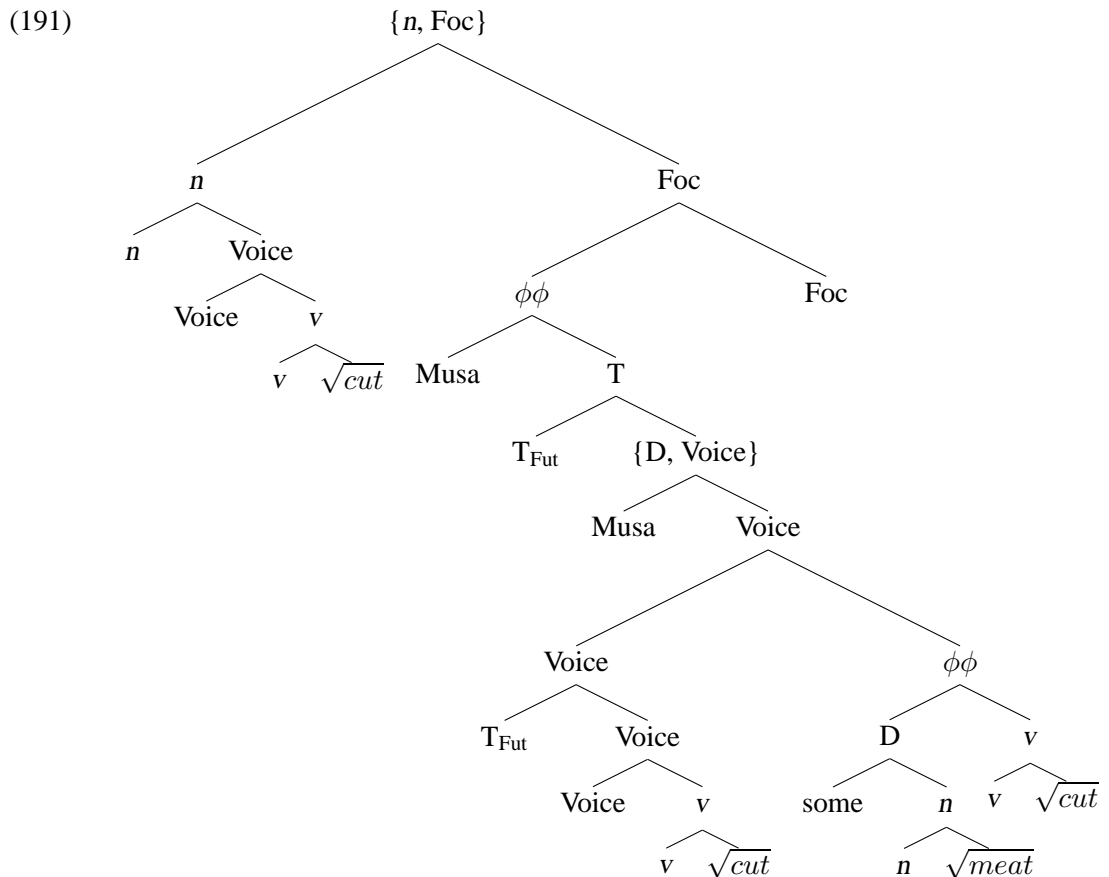 (191) {n, Foc}
n Foc
n Voice
Voice v ϕϕ Foc
v √cut Musa T
T_Fut {D, Voice}
Musa Voice
Voice ϕϕ
T_Fut Voice D v
Voice v some n v √cut
v √cut n √meat